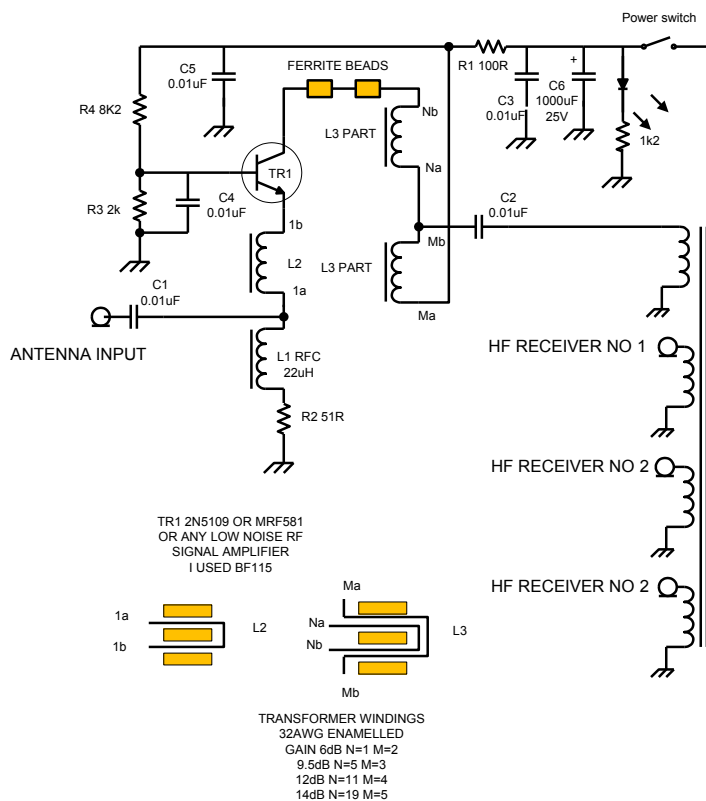 Power switch
C5
0.01uF
FERRITE BEADS
R1 100R
+
C3
0.01uF
C6
1000uF
25V
1k2
R4 8K2
Nb
L3 PART
TR1
Na
R3 2k
C4
0.01uF
C2
0.01uF
1b
Mb
L2
L3 PART
1a
Ma
C1
0.01uF
ANTENNA INPUT
HF RECEIVER NO 1
L1 RFC
22uH
R2 51R
HF RECEIVER NO 2
TR1 2N5109 OR MRF581
OR ANY LOW NOISE RF
SIGNAL AMPLIFIER
I USED BF115
HF RECEIVER NO 2
1a
L2
1b
Ma
Na
L3
Nb
Mb
TRANSFORMER WINDINGS
32AWG ENAMELLED
GAIN 6dB N=1 M=2
9.5dB N=5 M=3
12dB N=11 M=4
14dB N=19 M=5